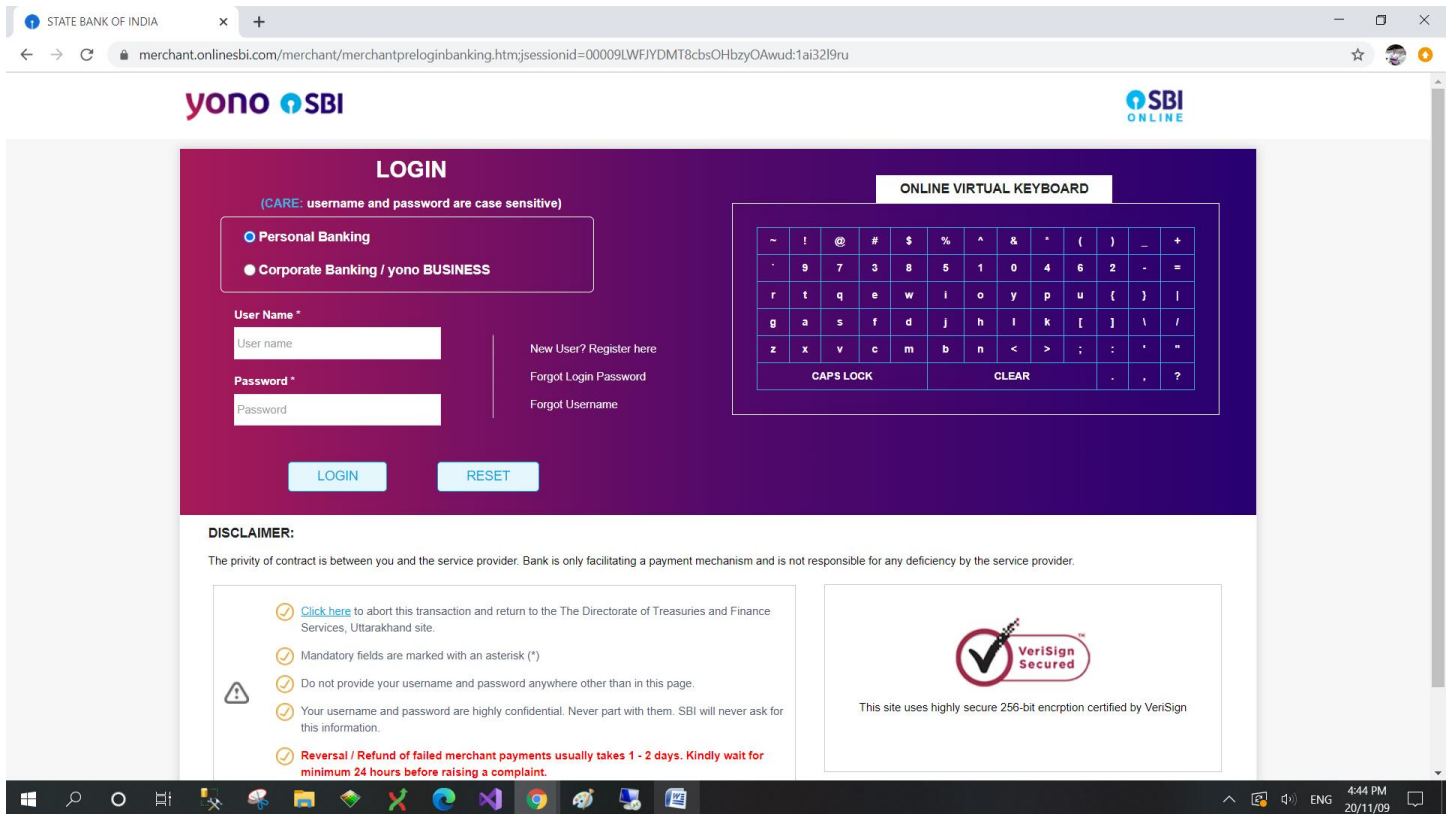 STATE BANK OF INDIA
merchant.onlinesbi.com/merchant/merchantpreloginbanking.htm;jsessionid=00009LWFJYDMT8cbsOHbzyOAwud:1ai32l9ru
yono SBI
SBI
ONLINE
LOGIN
(CARE: username and password are case sensitive)
Personal Banking
Corporate Banking / yono BUSINESS
User Name *
User name
Password *
Password
New User? Register here
Forgot Login Password
Forgot Username
LOGIN RESET
ONLINE VIRTUAL KEYBOARD
~ ! @ # $ % ^ & * ( ) _ +
` 9 7 3 8 5 1 0 4 6 2 - =
r t q e w i o y p u { } |
g a s f d j h l k [ ] \ /
z x v c m b n < > ; : ' "
CAPS LOCK CLEAR . , ?
DISCLAIMER:
The privity of contract is between you and the service provider. Bank is only facilitating a payment mechanism and is not responsible for any deficiency by the service provider.
Click here to abort this transaction and return to the The Directorate of Treasuries and Finance
Services, Uttarakhand site.
Mandatory fields are marked with an asterisk (*)
Do not provide your username and password anywhere other than in this page.
Your username and password are highly confidential. Never part with them. SBI will never ask for
this information.
Reversal / Refund of failed merchant payments usually takes 1 - 2 days. Kindly wait for
minimum 24 hours before raising a complaint.
VeriSign
Secured
TM
This site uses highly secure 256-bit encrption certified by VeriSign
ENG
4:44 PM
20/11/09